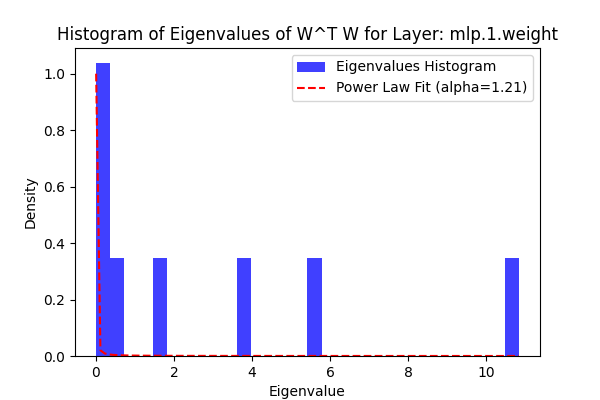 Histogram of Eigenvalues of W^T W for Layer: mlp.1.weight
Eigenvalues Histogram
Power Law Fit (alpha=1.21)
1.0
0.8
0.6
0.4
0.2
0.0
Density
0 2 4 6 8 10
Eigenvalue